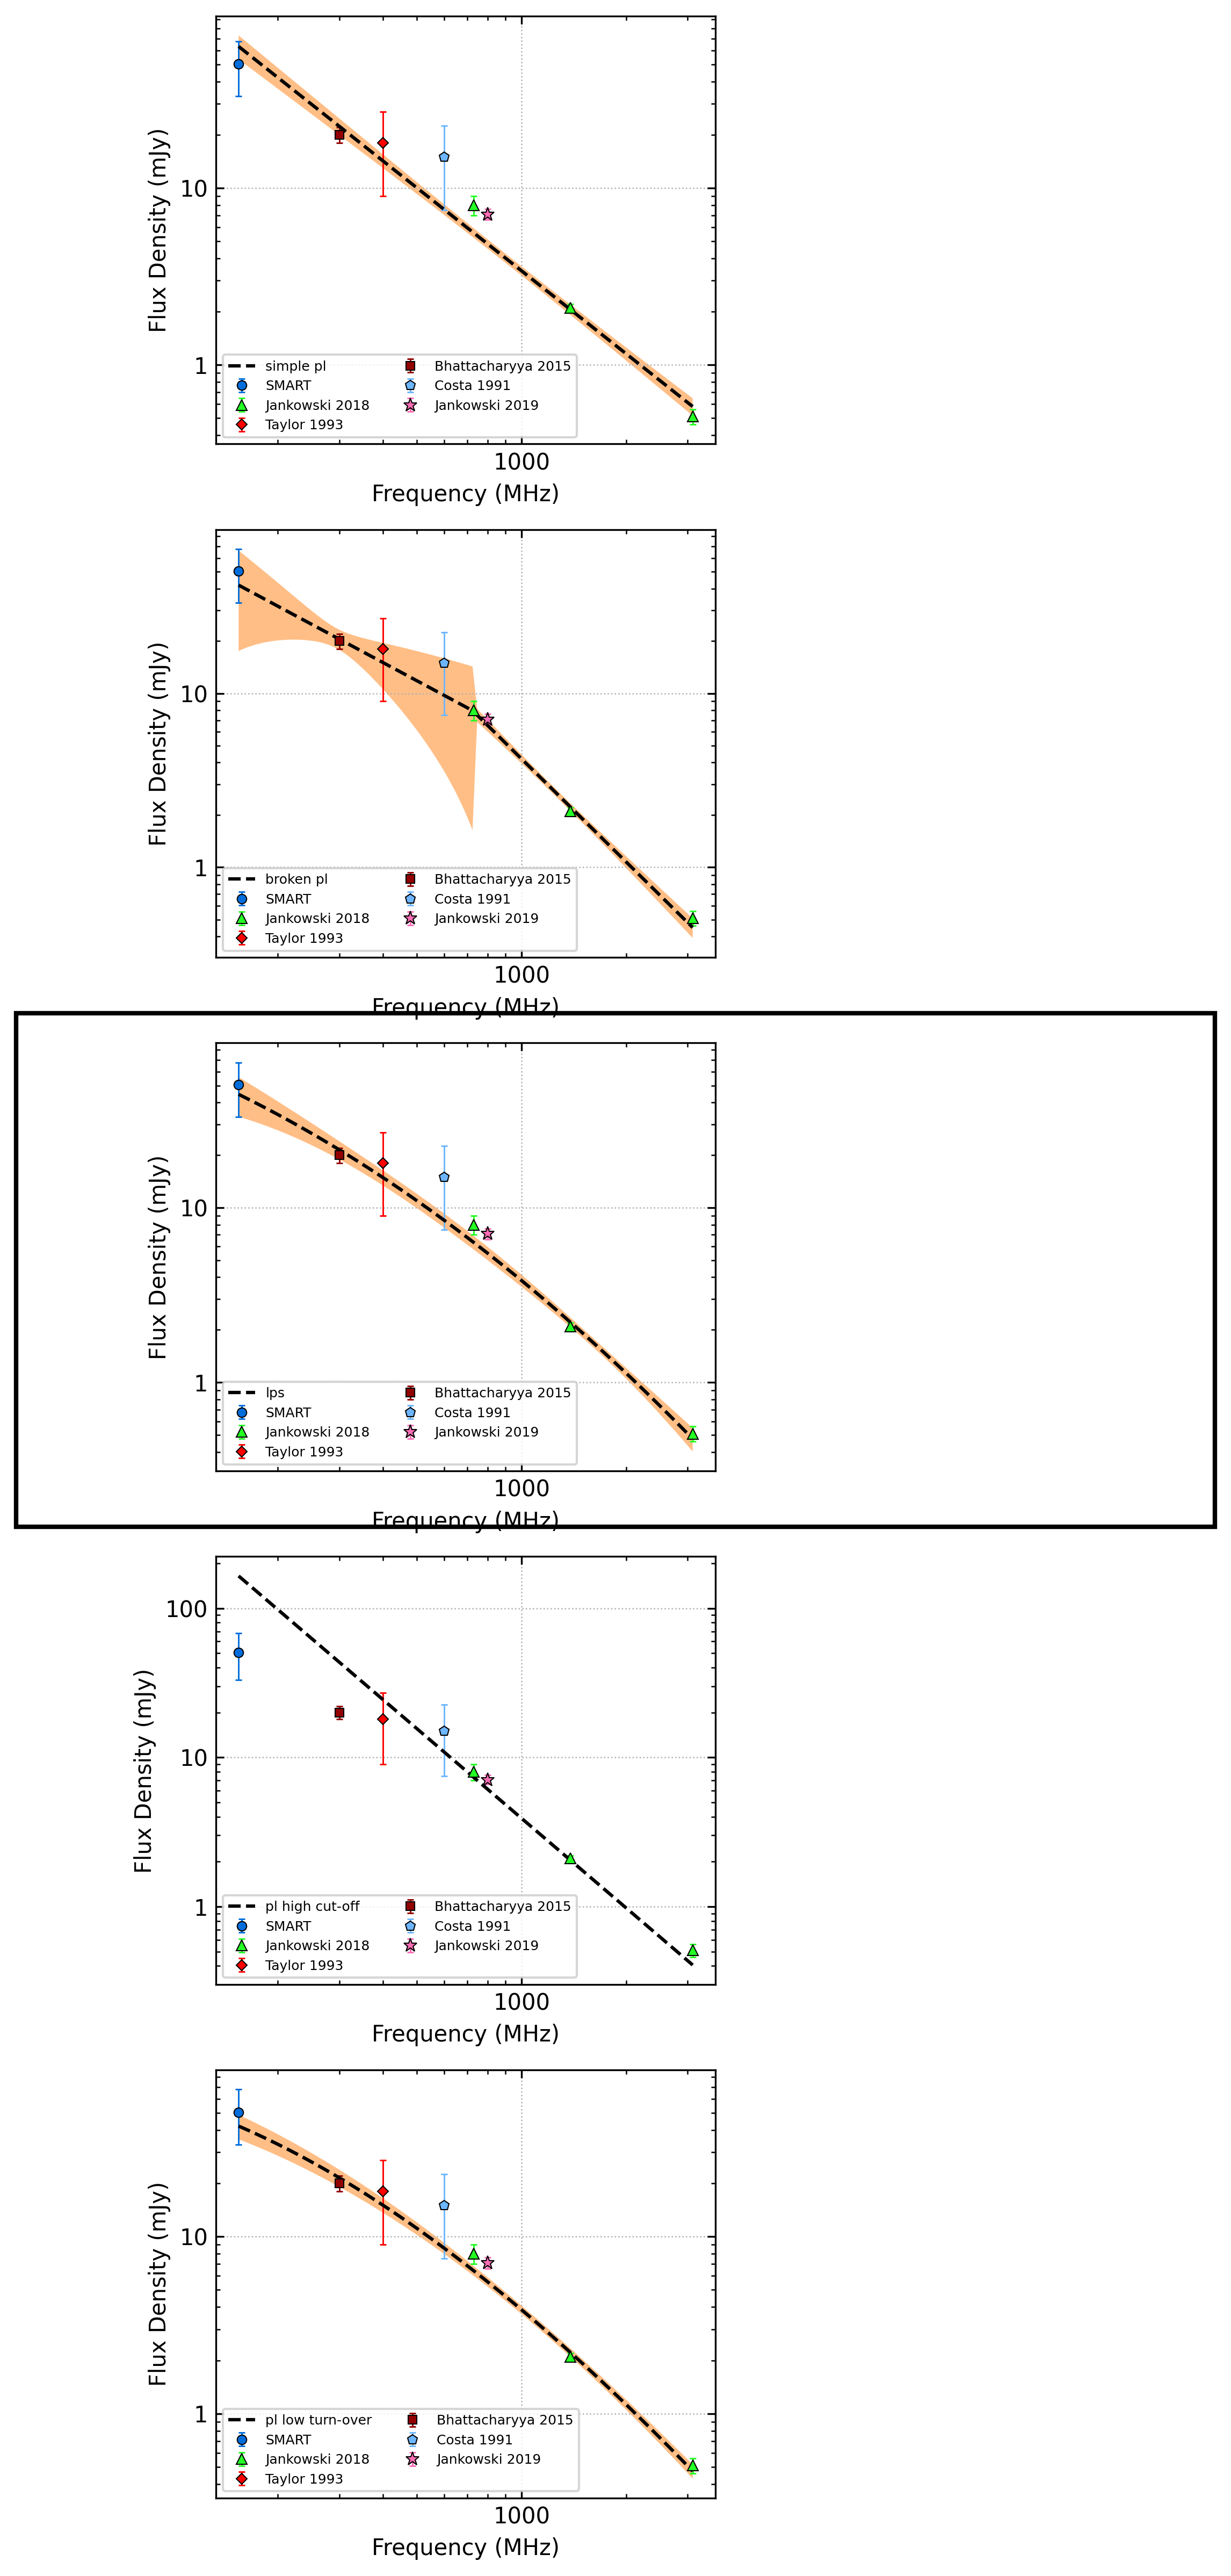 Flux Density (mJy)
10
1
simple pl
SMART
Jankowski 2018
Taylor 1993
Bhattacharyya 2015
Costa 1991
Jankowski 2019
1000
Frequency (MHz)
Flux Density (mJy)
10
1
broken pl
SMART
Jankowski 2018
Taylor 1993
Bhattacharyya 2015
Costa 1991
Jankowski 2019
1000
Frequency (MHz)
Flux Density (mJy)
10
1
lps
SMART
Jankowski 2018
Taylor 1993
Bhattacharyya 2015
Costa 1991
Jankowski 2019
1000
Frequency (MHz)
Flux Density (mJy)
100
10
1
pl high cut-off
SMART
Jankowski 2018
Taylor 1993
Bhattacharyya 2015
Costa 1991
Jankowski 2019
1000
Frequency (MHz)
Flux Density (mJy)
10
1
pl low turn-over
SMART
Jankowski 2018
Taylor 1993
Bhattacharyya 2015
Costa 1991
Jankowski 2019
1000
Frequency (MHz)